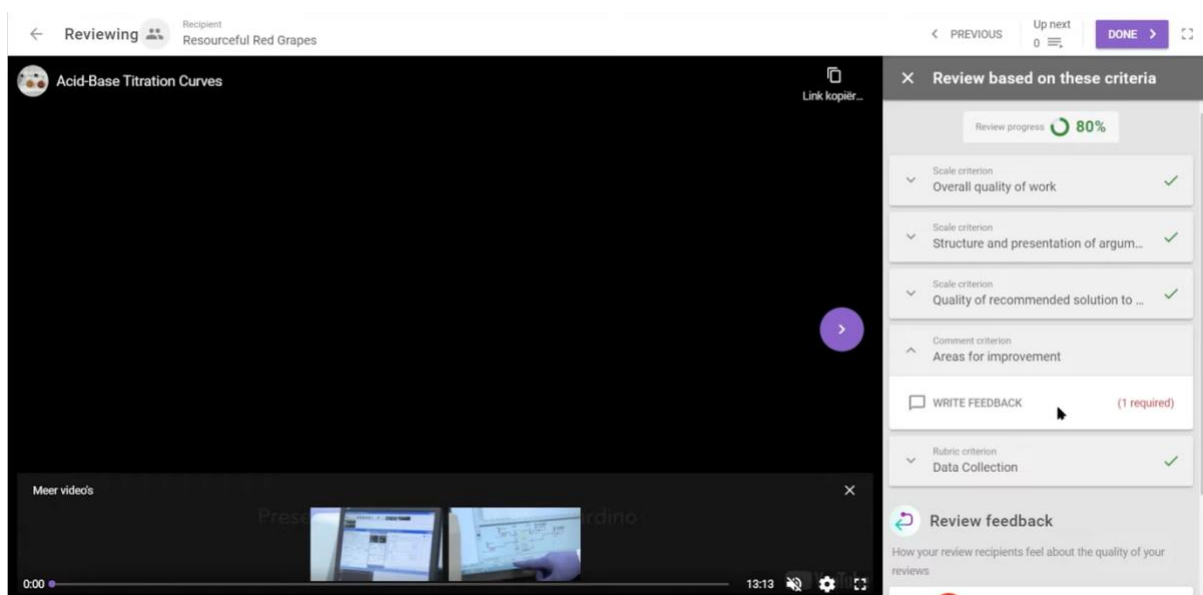 Reviewing
Recipient
Resourceful Red Grapes
PREVIOUS
Up next
0
DONE
Acid-Base Titration Curves
Link kopiër...
Review based on these criteria
Review progress 80%
Scale criterion
Overall quality of work
Scale criterion
Structure and presentation of argum...
Scale criterion
Quality of recommended solution to ...
Comment criterion
Areas for improvement
WRITE FEEDBACK (1 required)
Rubric criterion
Data Collection
Meer video's
0:00
13:13
Review feedback
How your review recipients feel about the quality of your
reviews